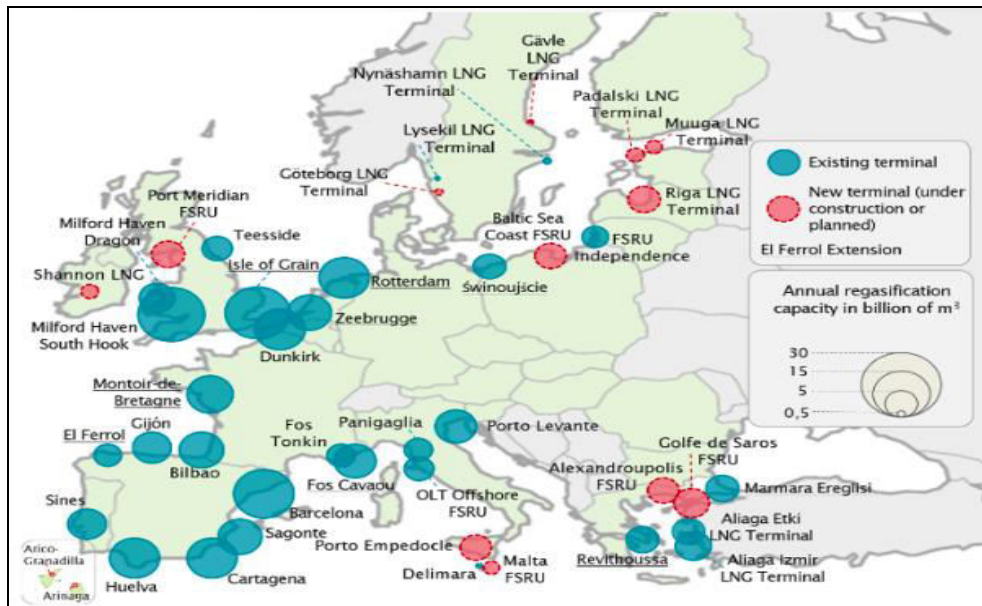 Gävle
LNG
Terminal
Nynäshamn LNG
Terminal
Padalski LNG
Terminal
Muuga LNG
Terminal
Lysekil LNG
Terminal
Göteborg LNG
Terminal
Port Meridian
FSRU
Milford Haven
Dragon
Teesside
Isle of Grain
Shannon LNG
Milford Haven
South Hook
Rotterdam
Zeebrugge
Dunkirk
Baltic Sea
Coast FSRU
Riga LNG
Terminal
FSRU
Independence
Świnoujście
Existing terminal
New terminal (under
construction or
planned)
El Ferrol Extension
Annual regasification
capacity in billion of m³
30
15
5
0,5
Montoir-de-
Bretagne
Gijón
El Ferrol
Bilbao
Fos
Tonkin
Panigaglia
Porto Levante
Fos Cavaou
OLT Offshore
FSRU
Golfe de Saros
FSRU
Alexandroupolis
FSRU
Marmara Ereglisi
Sines
Barcelona
Sagonte
Aliaga Etki
LNG Terminal
Porto Empedocle
Delimara
Malta
FSRU
Revithoussa
Aliaga izmir
LNG Terminal
Arico-
Grapadilla
Arinaga
Huelva
Cartagena